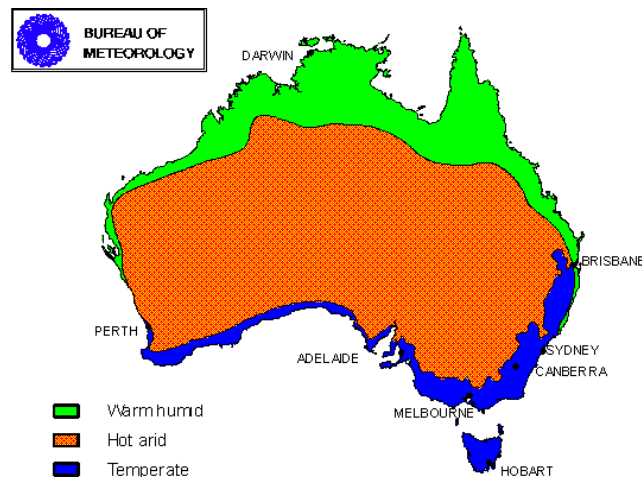 BUREAU OF
METEOROLOGY
DARWIN
BRISBANE
PERTH
ADELAIDE
SYDNEY
CANBERRA
MELBOURNE
Warm humid
Hot arid
Temperate
HOBART